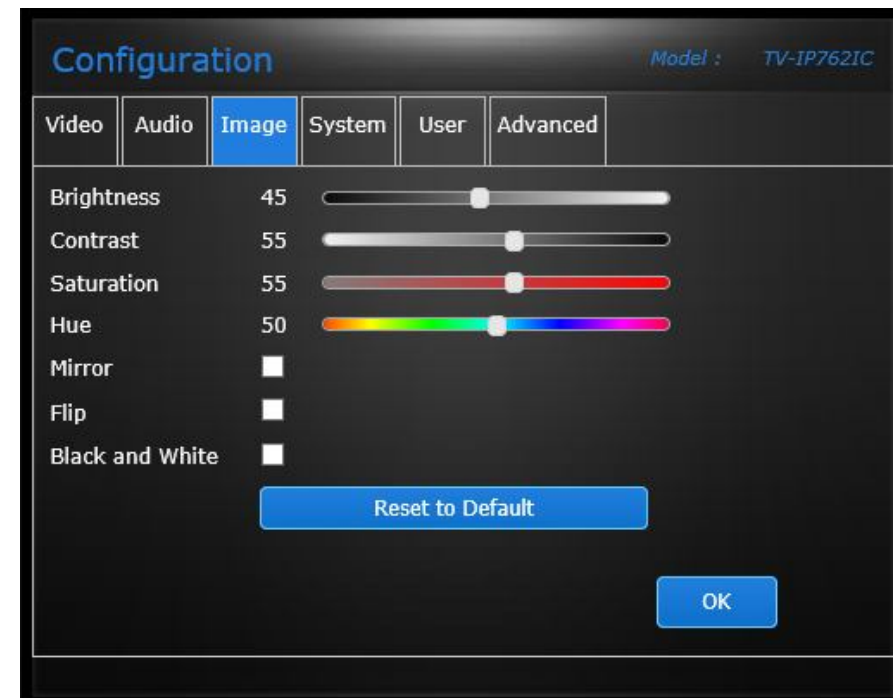 Configuration
Model : TV-IP762IC
Video Audio Image System User Advanced
Brightness 45
Contrast 55
Saturation 55
Hue 50
Mirror
Flip
Black and White
Reset to Default
OK